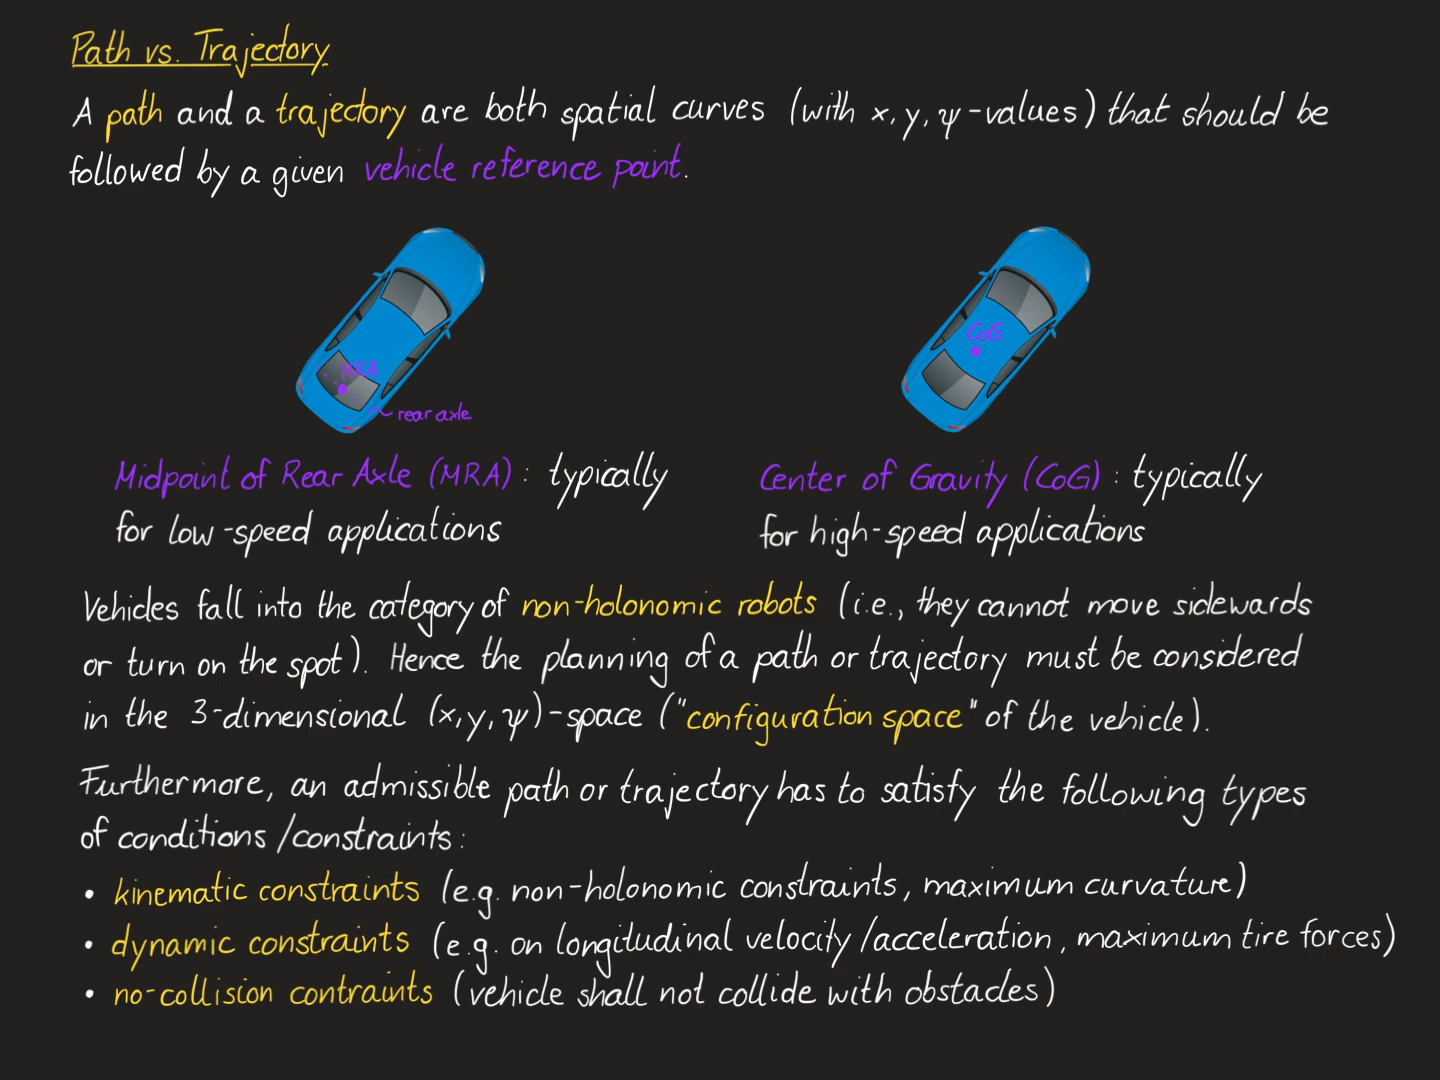 Path vs. Trajectory
A path and a trajectory are both spatial curves (with x, y, ψ-values) that should be
followed by a given vehicle reference point.
MRA
rear axle
CoG
Midpoint of Rear Axle (MRA): typically
for low-speed applications
Center of Gravity (CoG): typically
for high-speed applications
Vehicles fall into the category of non-holonomic robots (i.e., they cannot move sidewards
or turn on the spot). Hence the planning of a path or trajectory must be considered
in the 3-dimensional (x, y, ψ)-space ("configuration space" of the vehicle).
Furthermore, an admissible path or trajectory has to satisfy the following types
of conditions/constraints:
• kinematic constraints (e.g. non-holonomic constraints, maximum curvature)
• dynamic constraints (e.g. on longitudinal velocity/acceleration, maximum tire forces)
• no-collision contraints (vehicle shall not collide with obstacles)